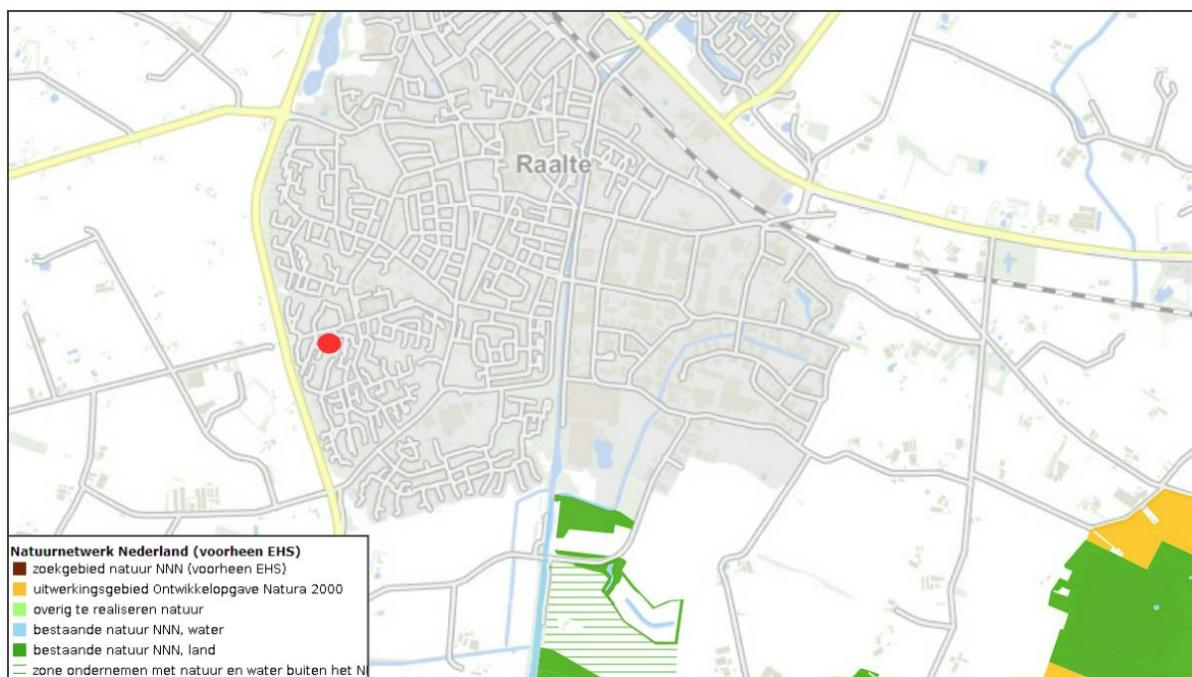 Raalte
Natuurnetwerk Nederland (voorheen EHS)
zoekgebied natuur NNN (voorheen EHS)
uitwerkingsgebied Ontwikkelopgave Natura 2000
overig te realiseren natuur
bestaande natuur NNN, water
bestaande natuur NNN, land
zone ondernemen met natuur en water buiten het N